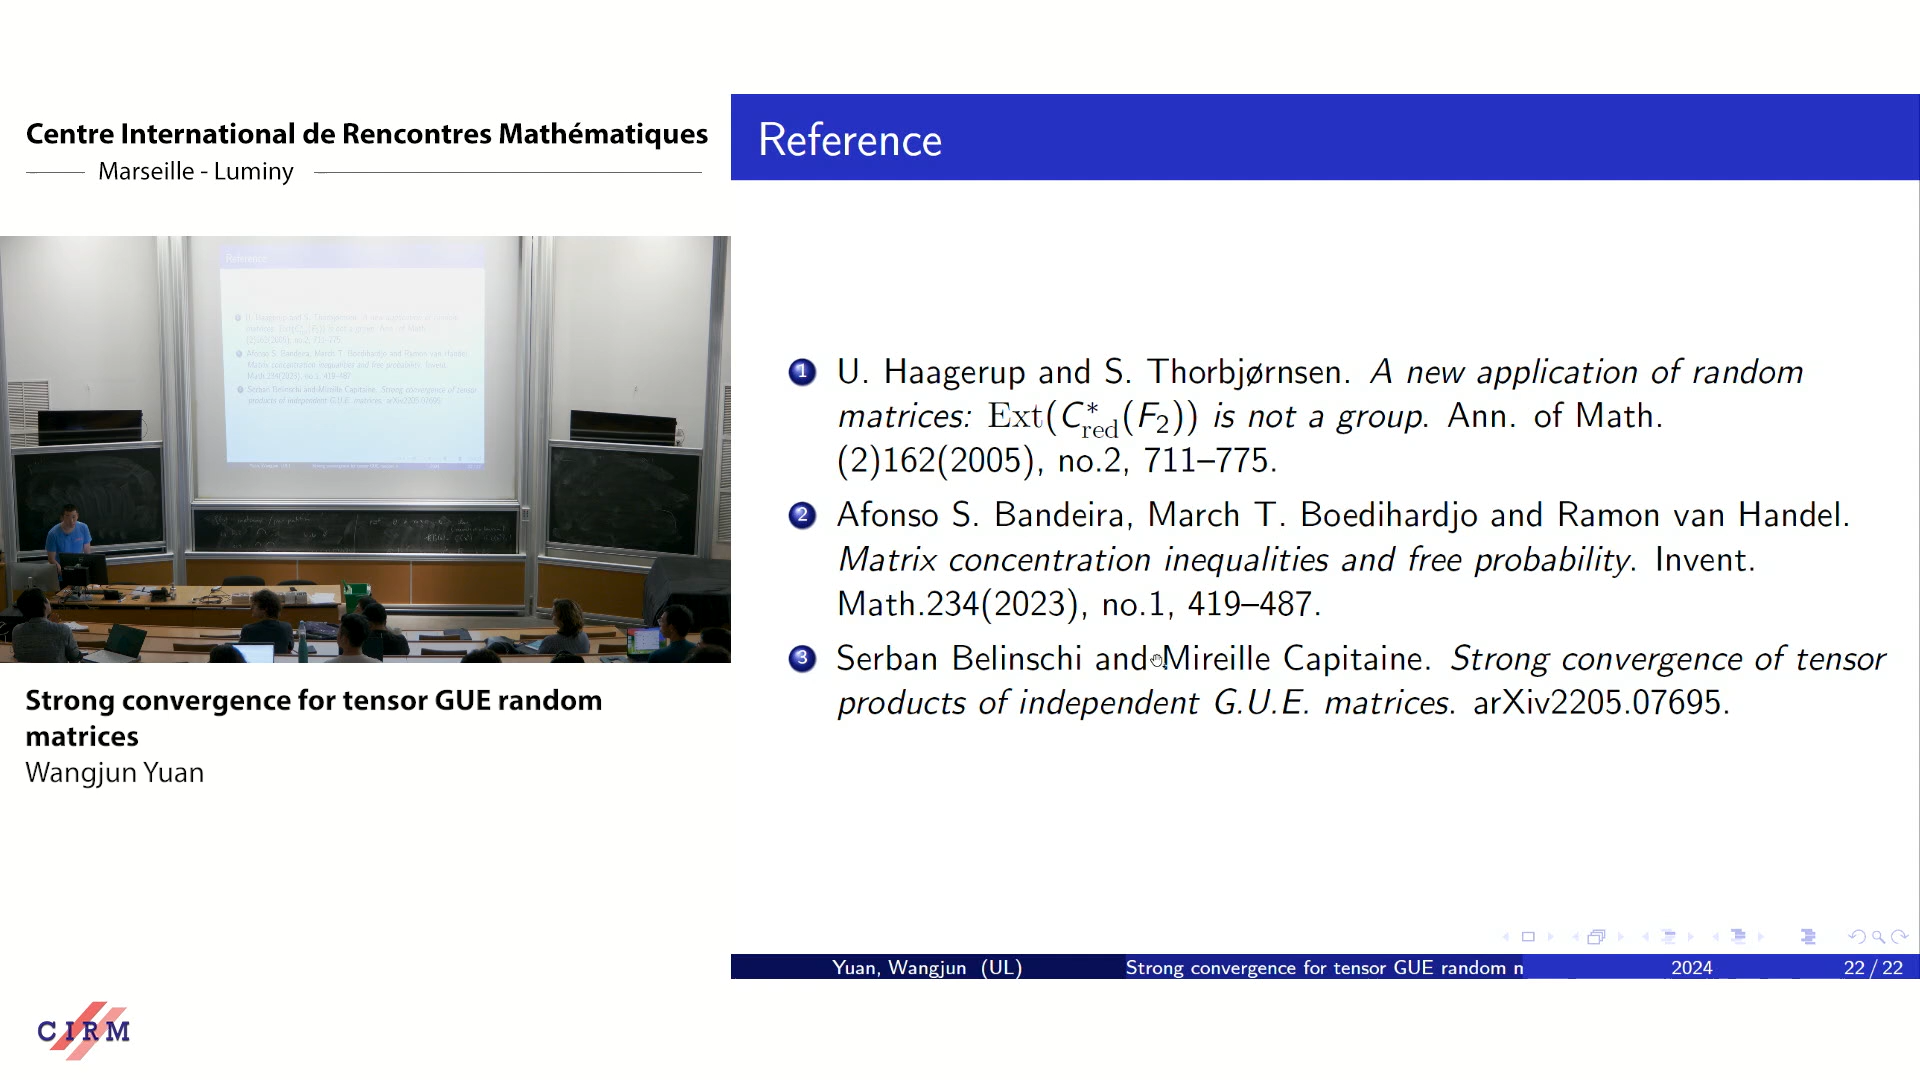 Centre International de Rencontres Mathématiques
Marseille - Luminy
Strong convergence for tensor GUE random
matrices
Wangjun Yuan
CIRM
Reference
1 U. Haagerup and S. Thorbjørnsen. A new application of random
matrices: Ext(C*red(F2)) is not a group. Ann. of Math.
(2)162(2005), no.2, 711–775.
2 Afonso S. Bandeira, March T. Boedihardjo and Ramon van Handel.
Matrix concentration inequalities and free probability. Invent.
Math.234(2023), no.1, 419–487.
3 Serban Belinschi and Mireille Capitaine. Strong convergence of tensor
products of independent G.U.E. matrices. arXiv2205.07695.
Yuan, Wangjun (UL) Strong convergence for tensor GUE random m 2024 22 / 22